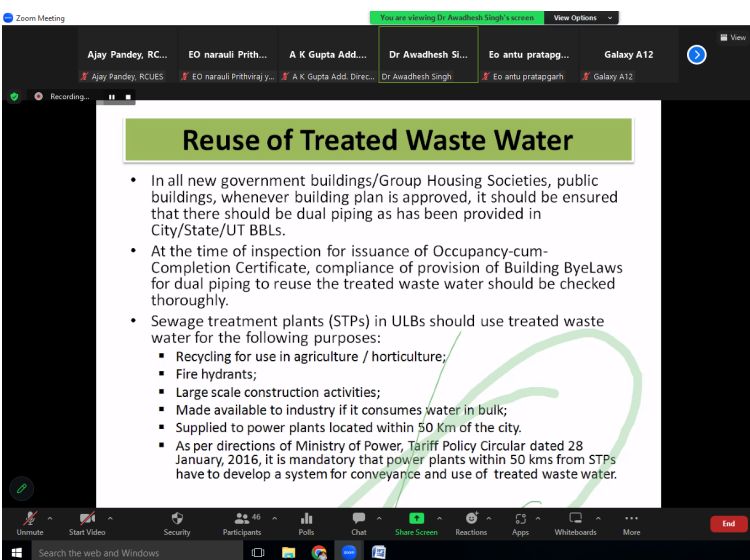 Zoom Meeting
You are viewing Dr Awadhesh Singh's screen
View Options
View
Ajay Pandey, RC...
EO narauli Prith...
A K Gupta Add....
Dr Awadhesh Si...
Eo antu pratapg...
Galaxy A12
Ajay Pandey, RCUES
EO narauli Prithviraj y...
A K Gupta Add. Direc...
Dr Awadhesh Singh
Eo antu pratapgarh
Galaxy A12
Recording...
Reuse of Treated Waste Water
• In all new government buildings/Group Housing Societies, public
buildings, whenever building plan is approved, it should be ensured
that there should be dual piping as has been provided in
City/State/UT BBLs.
• At the time of inspection for issuance of Occupancy-cum-
Completion Certificate, compliance of provision of Building ByeLaws
for dual piping to reuse the treated waste water should be checked
thoroughly.
• Sewage treatment plants (STPs) in ULBs should use treated waste
water for the following purposes:
▪ Recycling for use in agriculture / horticulture;
▪ Fire hydrants;
▪ Large scale construction activities;
▪ Made available to industry if it consumes water in bulk;
▪ Supplied to power plants located within 50 Km of the city.
▪ As per directions of Ministry of Power, Tariff Policy Circular dated 28
January, 2016, it is mandatory that power plants within 50 kms from STPs
have to develop a system for conveyance and use of treated waste water.
46
Unmute
Start Video
Security
Participants
Polls
Chat
Share Screen
Reactions
Apps
Whiteboards
More
End
Search the web and Windows